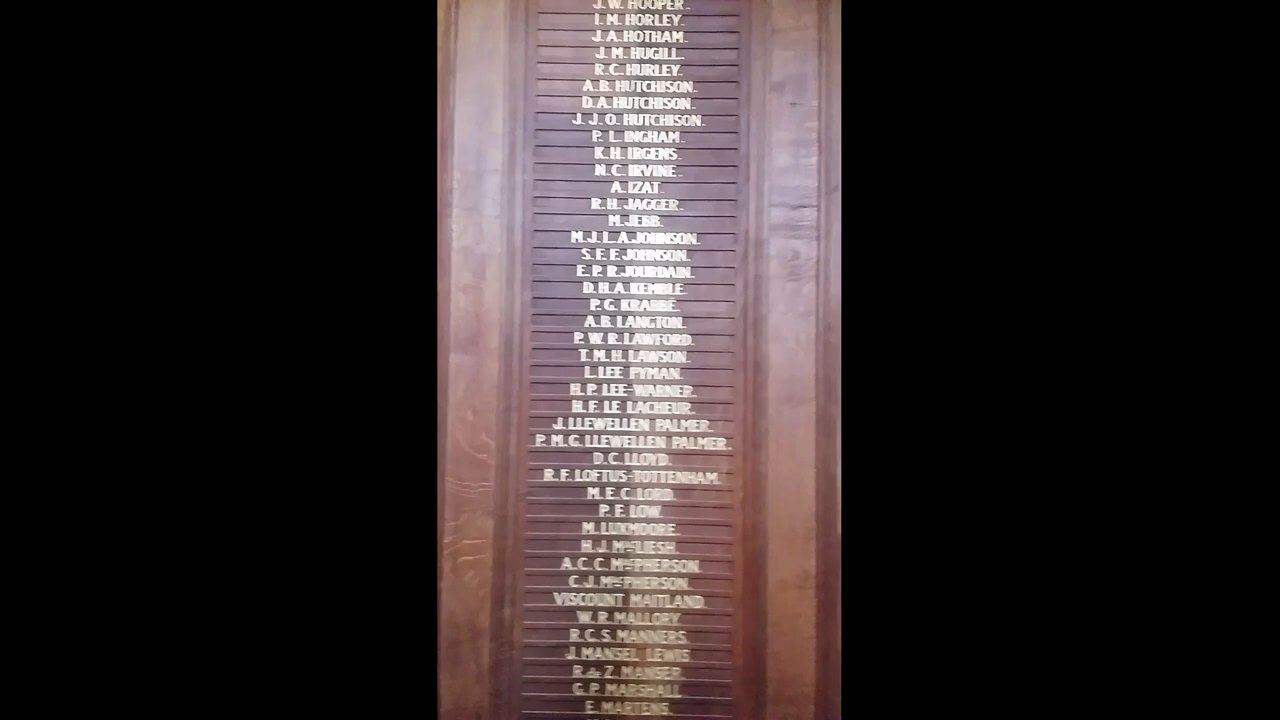 J. W. HOOPER.
I. M. HORLEY.
J. A. HOTHAM.
J. M. HUGILL.
R. C. HURLEY.
A. B. HUTCHISON.
D. A. HUTCHISON.
J. J. O. HUTCHISON.
P. L. INGHAM.
K. H. IRGENS.
N. C. IRVINE.
A. IZAT.
R. H. JAGGER.
M. JEBB.
M. J. L. A. JOHNSON.
S. F. F. JOHNSON.
E. P. R. JOURDAIN.
D. H. A. KEMBLE.
P. G. KRABBÉ.
A. B. LANGTON.
P. W. R. LAWFORD.
T. M. H. LAWSON.
L. LEE PYMAN.
H. P. LEE-WARNER.
H. F. LE LACHEUR.
J. LLEWELLEN PALMER.
P. M. G. LLEWELLEN PALMER.
D. C. LLOYD.
R. F. LOFTUS-TOTTENHAM.
M. E. C. LORD.
P. F. LOW.
M. LUXMOORE.
H. J. McLIESH.
A. C. C. McPHERSON.
C. J. McPHERSON.
VISCOUNT MAITLAND.
W. R. MALLORY.
R. C. S. MANNERS.
J. MANSEL LEWIS.
R. de Z. MANSER.
G. P. MARSHALL.
E. MARTENS.